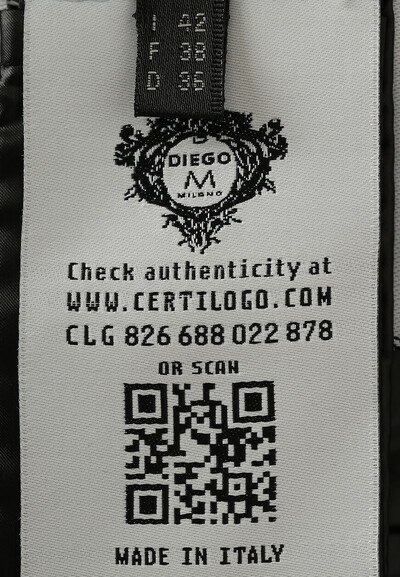 I 42
F 38
D 36
DIEGO
M
MILANO
Check authenticity at
WWW.CERTILOGO.COM
CLG 826 688 022 878
OR SCAN
MADE IN ITALY